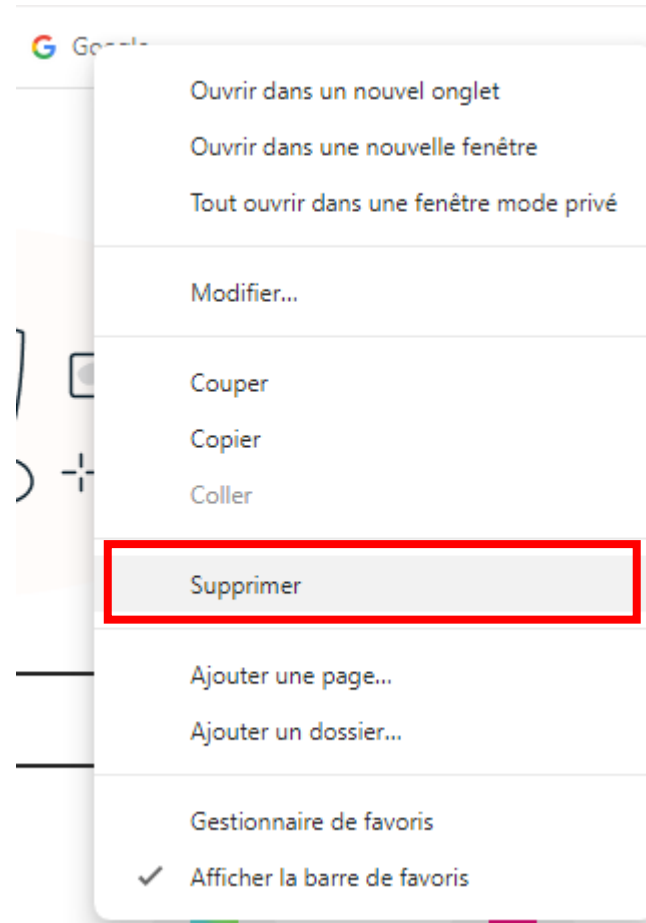 Google
Ouvrir dans un nouvel onglet
Ouvrir dans une nouvelle fenêtre
Tout ouvrir dans une fenêtre mode privé
Modifier...
Couper
Copier
Coller
Supprimer
Ajouter une page...
Ajouter un dossier...
Gestionnaire de favoris
Afficher la barre de favoris